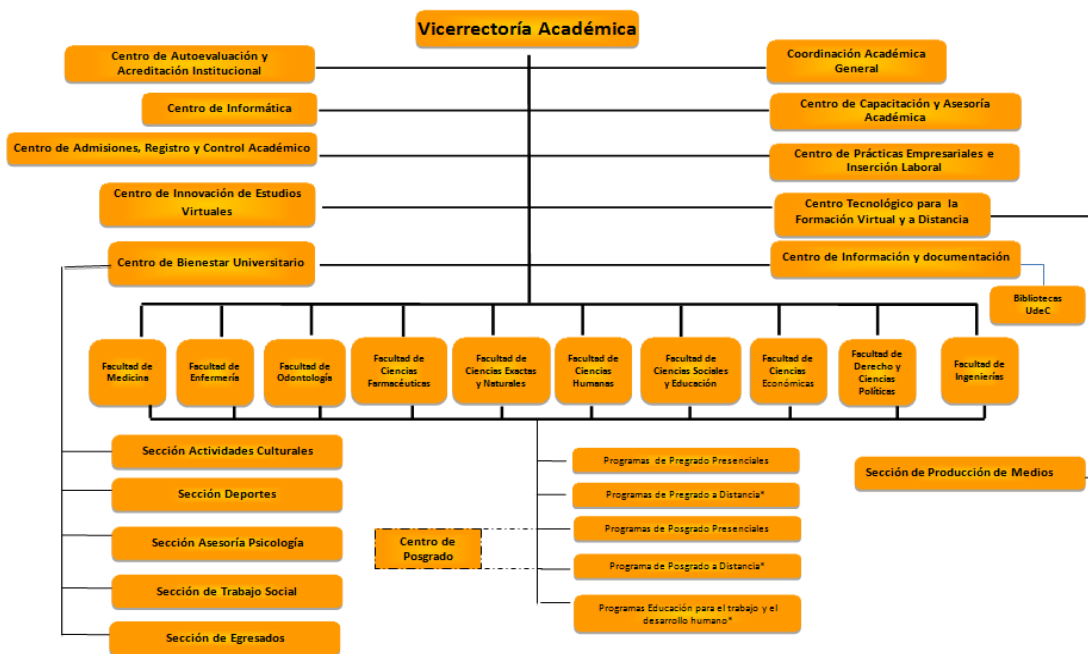 Vicerrectoría Académica
Centro de Autoevaluación y
Acreditación Institucional
Coordinación Académica
General
Centro de Informática
Centro de Capacitación y Asesoría
Académica
Centro de Admisiones, Registro y Control Académico
Centro de Prácticas Empresariales e
Inserción Laboral
Centro de Innovación de Estudios
Virtuales
Centro Tecnológico para la
Formación Virtual y a Distancia
Centro de Bienestar Universitario
Centro de Información y documentación
Bibliotecas
UdeC
Facultad de
Medicina
Facultad de
Enfermería
Facultad de
Odontología
Facultad de
Ciencias
Farmacéuticas
Facultad de
Ciencias Exactas
y Naturales
Facultad de
Ciencias
Humanas
Facultad de
Ciencias Sociales
y Educación
Facultad de
Ciencias
Económicas
Facultad de
Derecho y
Ciencias
Políticas
Facultad de
Ingenierías
Sección Actividades Culturales
Sección Deportes
Sección Asesoría Psicología
Sección de Trabajo Social
Sección de Egresados
Centro de
Posgrado
Programas de Pregrado Presenciales
Programas de Pregrado a Distancia*
Programas de Posgrado Presenciales
Programa de Posgrado a Distancia*
Programas Educación para el trabajo y el
desarrollo humano*
Sección de Producción de Medios